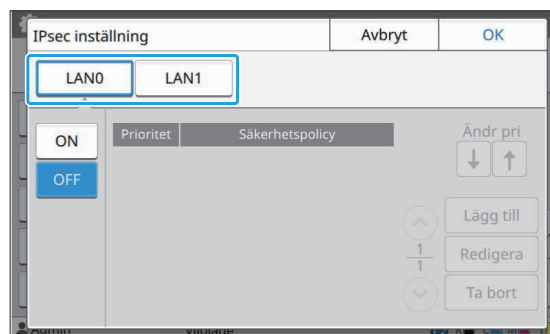 IPsec inställning Avbryt OK
LAN0 LAN1
ON
OFF
Prioritet Säkerhetspolicy
Ändr pri
↓ ↑
Lägg till
1
1
Redigera
Ta bort